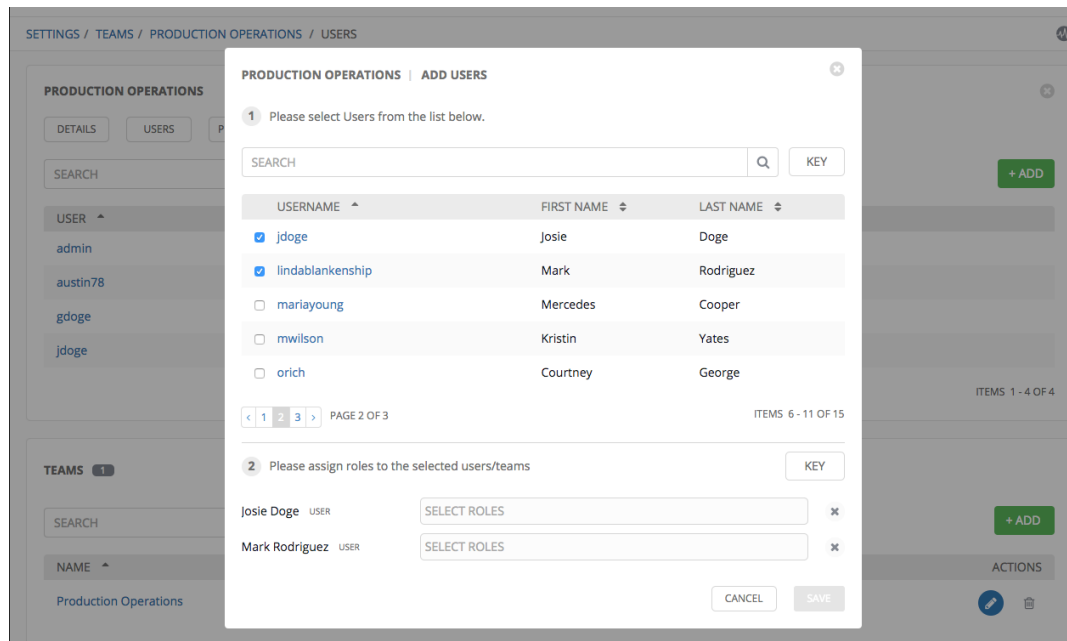 SETTINGS / TEAMS / PRODUCTION OPERATIONS / USERS
PRODUCTION OPERATIONS
DETAILS USERS P
SEARCH
+ ADD
USER
admin
austin78
gdoge
jdoge
ITEMS 1 - 4 OF 4
TEAMS 1
SEARCH
+ ADD
NAME ACTIONS
Production Operations
PRODUCTION OPERATIONS | ADD USERS
1 Please select Users from the list below.
SEARCH KEY
USERNAME FIRST NAME LAST NAME
jdoge Josie Doge
lindablankenship Mark Rodriguez
mariayoung Mercedes Cooper
mwilson Kristin Yates
orich Courtney George
< 1 2 3 > PAGE 2 OF 3 ITEMS 6 - 11 OF 15
2 Please assign roles to the selected users/teams KEY
Josie Doge USER SELECT ROLES
Mark Rodriguez USER SELECT ROLES
CANCEL SAVE